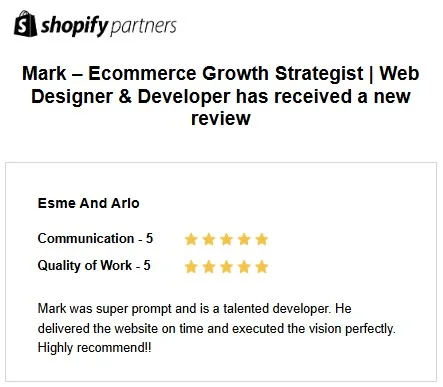 shopify partners
Mark – Ecommerce Growth Strategist | Web
Designer & Developer has received a new
review
Esme And Arlo
Communication - 5
Quality of Work - 5
Mark was super prompt and is a talented developer. He
delivered the website on time and executed the vision perfectly.
Highly recommend!!